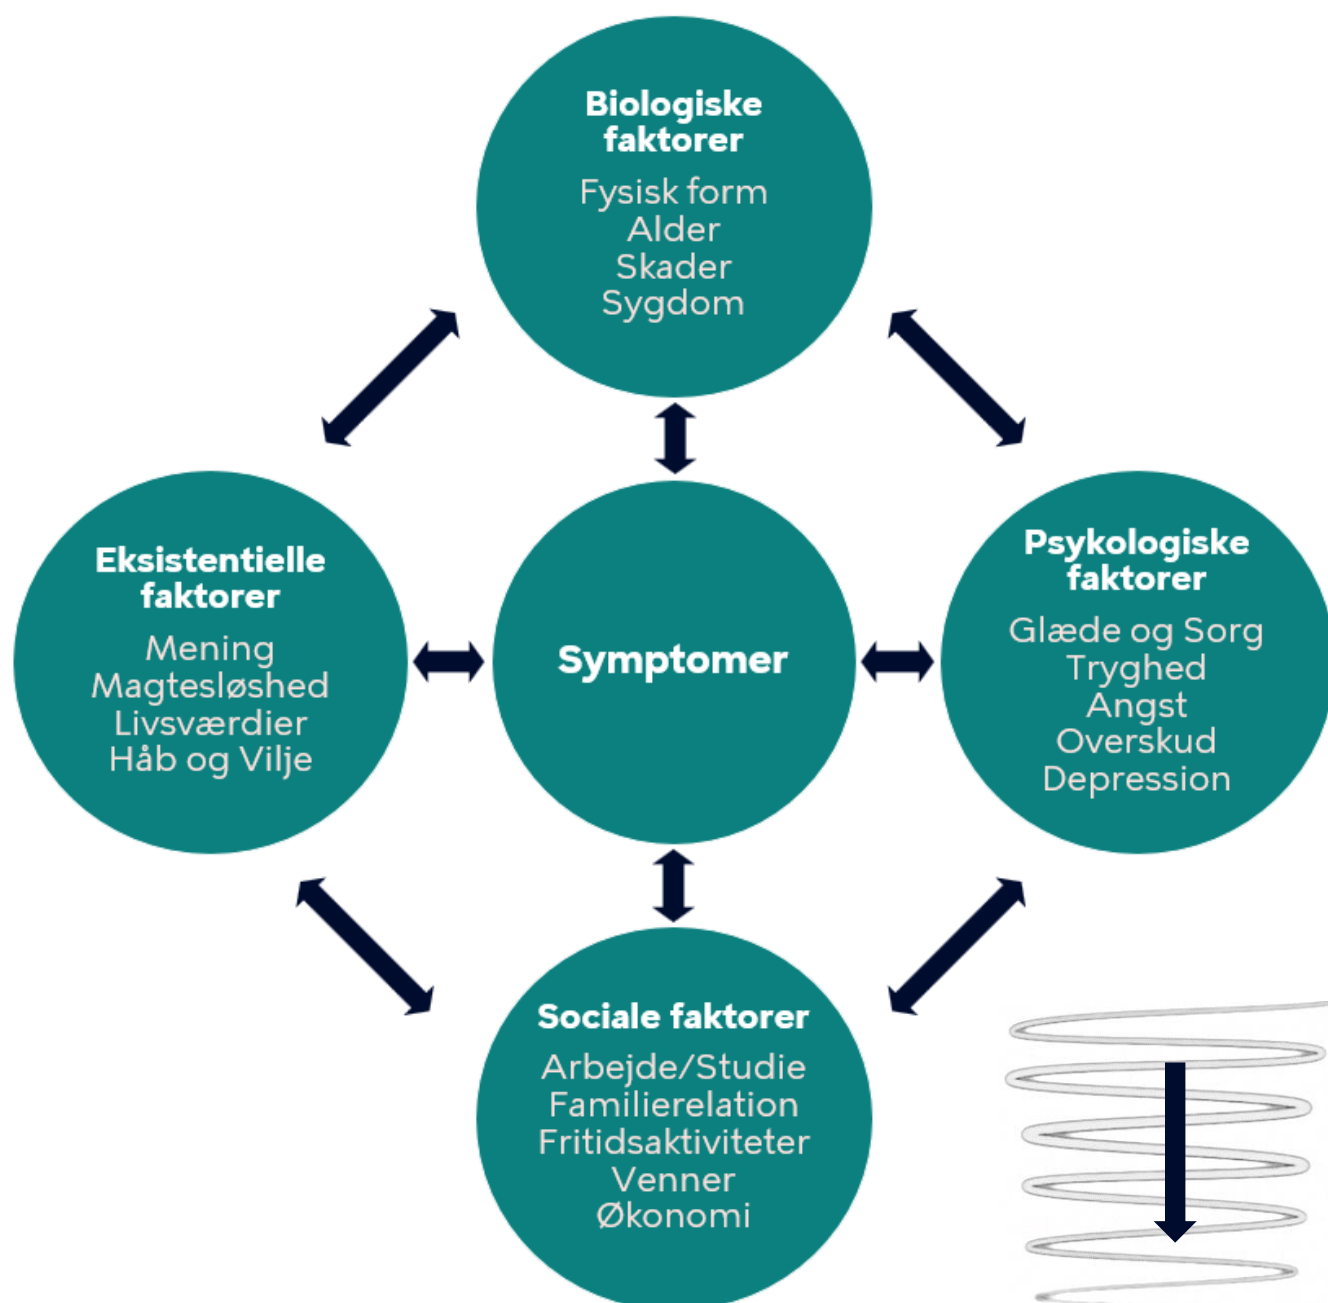 Biologiske
faktorer
Fysisk form
Alder
Skader
Sygdom
Eksistentielle
faktorer
Mening
Magtesløshed
Livsværdier
Håb og Vilje
Symptomer
Psykologiske
faktorer
Glæde og Sorg
Tryghed
Angst
Overskud
Depression
Sociale faktorer
Arbejde/Studie
Familierelation
Fritidsaktiviteter
Venner
Økonomi